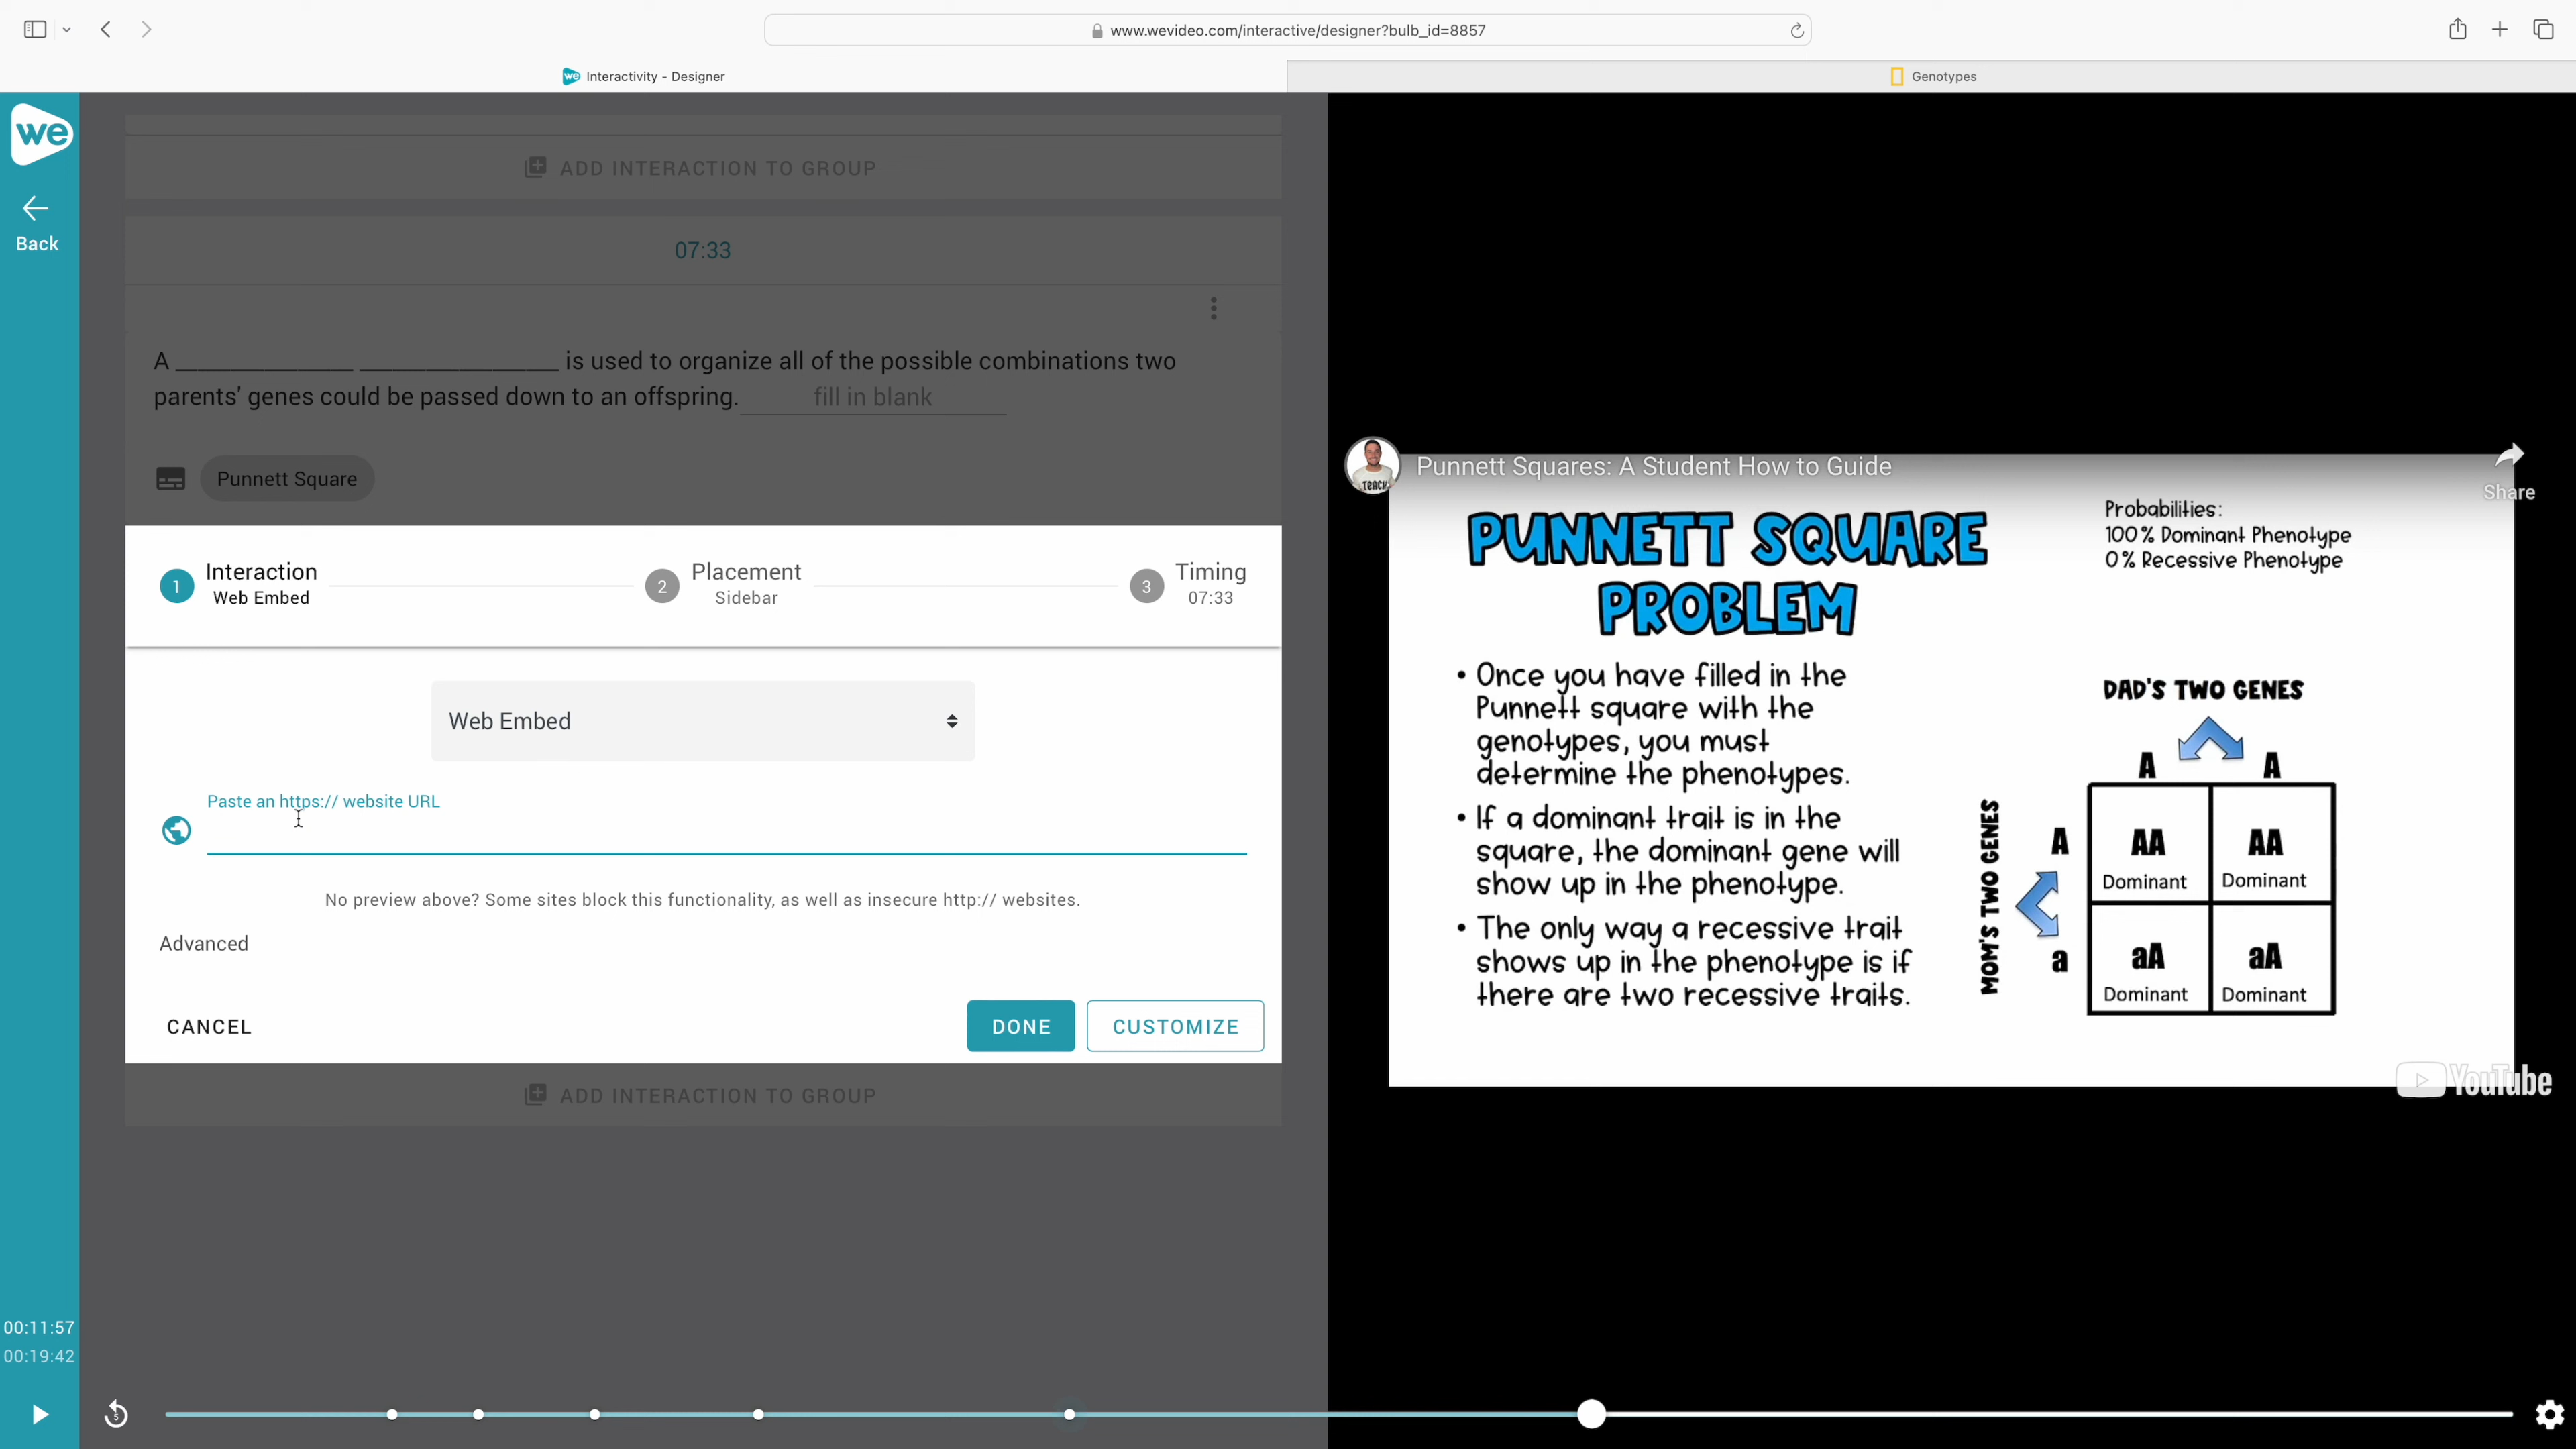 www.wevideo.com/interactive/designer?bulb_id=8857
we Interactivity - Designer
Genotypes
we
Back
ADD INTERACTION TO GROUP
07:33
A ________________ __________________ is used to organize all of the possible combinations two
parents' genes could be passed down to an offspring. fill in blank
Punnett Square
1 Interaction
Web Embed
2 Placement
Sidebar
3 Timing
07:33
Web Embed
Paste an https:// website URL
No preview above? Some sites block this functionality, as well as insecure http:// websites.
Advanced
CANCEL
DONE
CUSTOMIZE
ADD INTERACTION TO GROUP
00:11:57
00:19:42
5
TEACH
Punnett Squares: A Student How to Guide
Share
PUNNETT SQUARE
PROBLEM
Probabilities:
100% Dominant Phenotype
0% Recessive Phenotype
• Once you have filled in the
Punnett square with the
genotypes, you must
determine the phenotypes.
• If a dominant trait is in the
square, the dominant gene will
show up in the phenotype.
• The only way a recessive trait
shows up in the phenotype is if
there are two recessive traits.
DAD'S TWO GENES
A A
MOM'S TWO GENES
A
a
AA
Dominant
AA
Dominant
aA
Dominant
aA
Dominant
YouTube